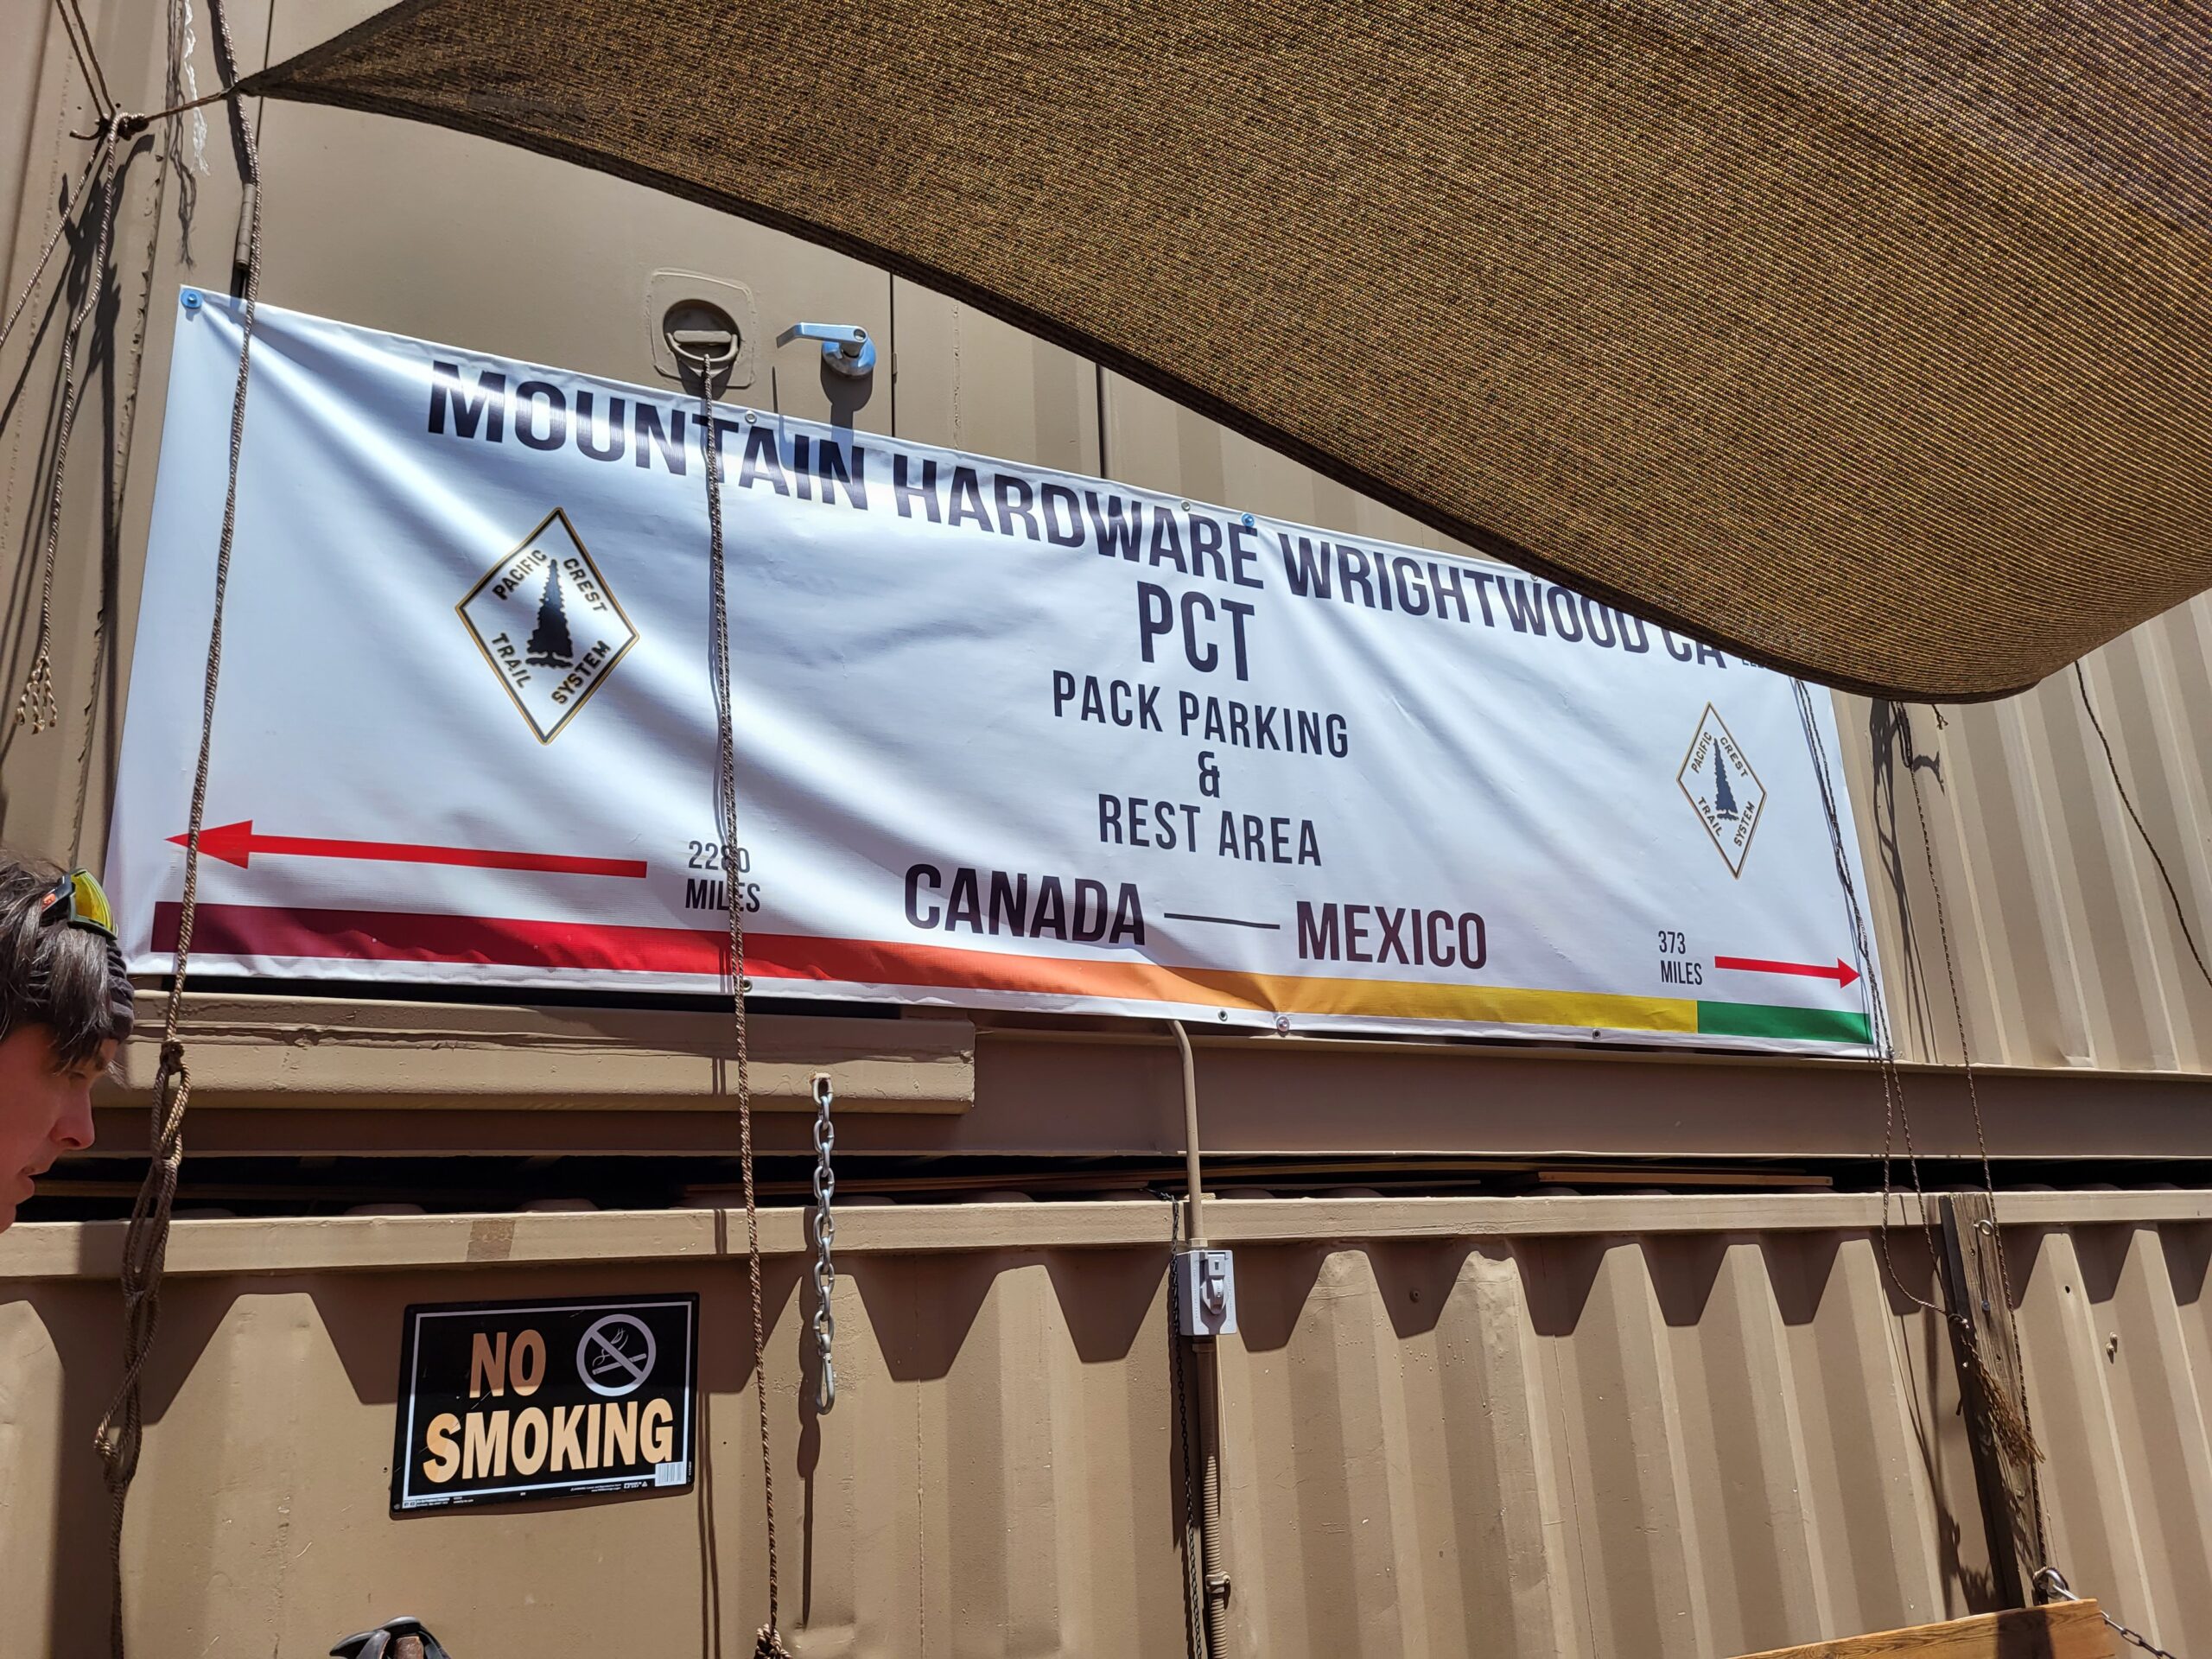 MOUNTAIN HARDWARE WRIGHTWOOD CA
PCT
PACK PARKING
&
REST AREA
CANADA — MEXICO
PACIFIC CREST
TRAIL SYSTEM
PACIFIC CREST
TRAIL SYSTEM
MILES
373
MILES
NO
SMOKING